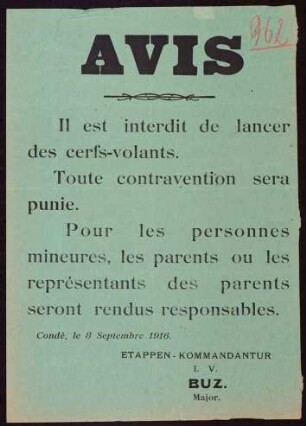 962
AVIS
Il est interdit de lancer
des cerfs-volants.
Toute contravention sera
punie.
Pour les personnes
mineures, les parents ou les
représentants des parents
seront rendus responsables.
Condé, le 8 Septembre 1916.
ETAPPEN-KOMMANDANTUR
I. V.
BUZ.
Major.